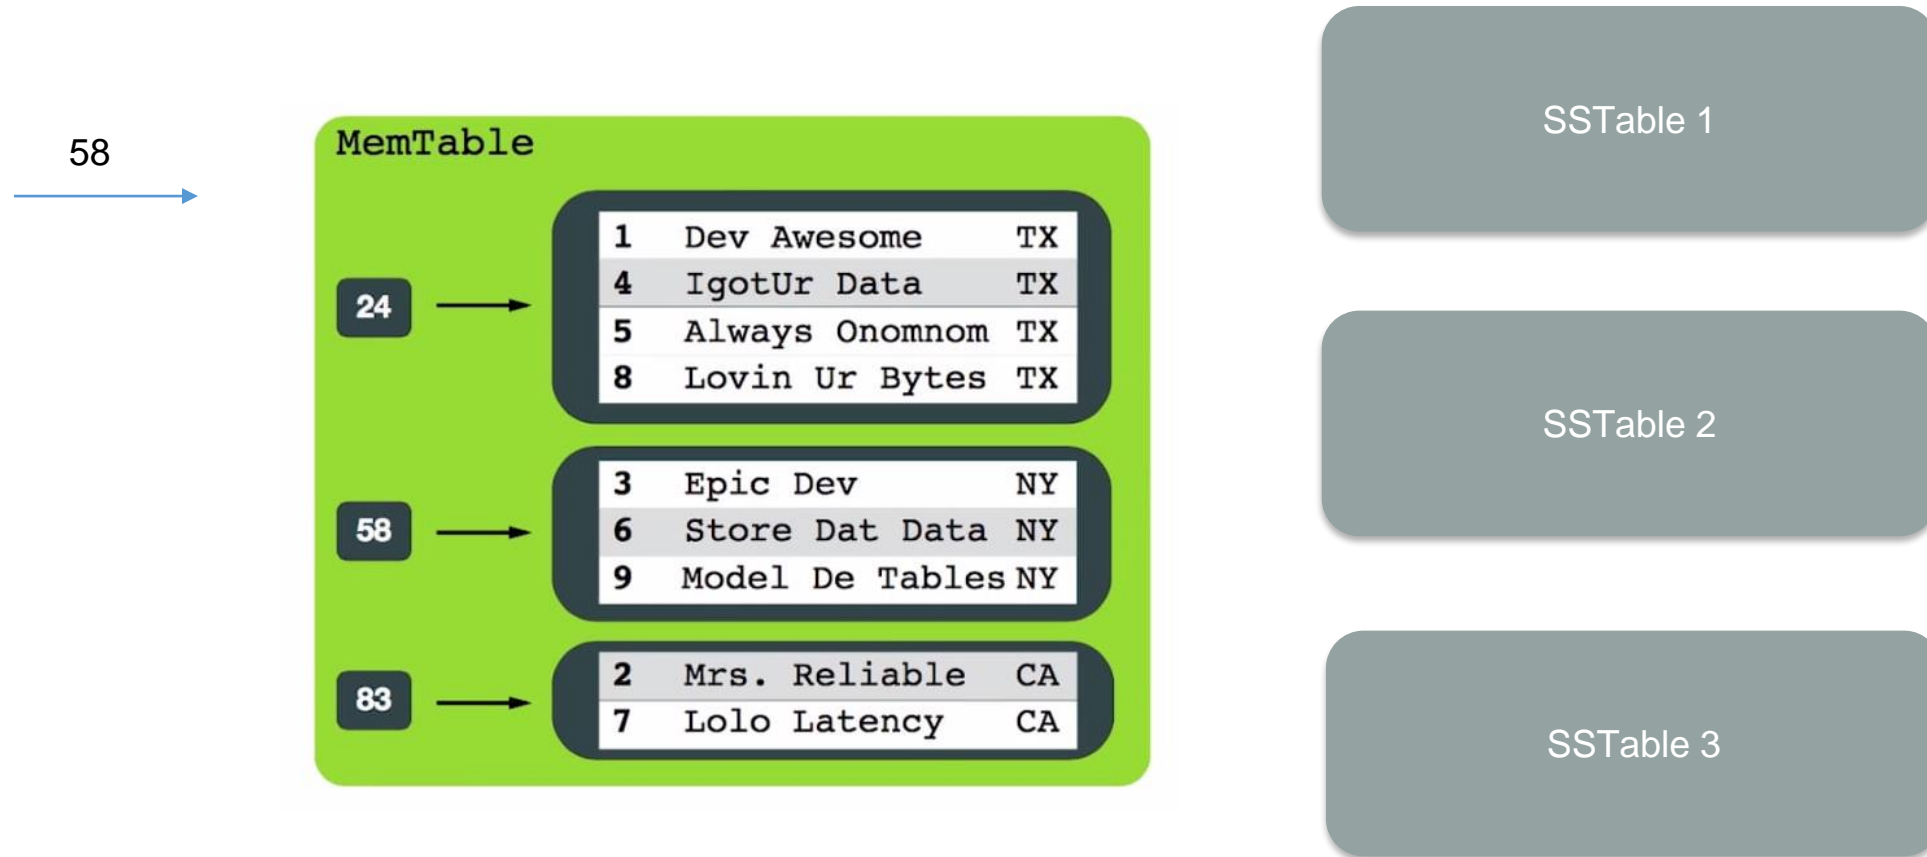 58
MemTable
24
1 Dev Awesome TX
4 IgotUr Data TX
5 Always Onomnom TX
8 Lovin Ur Bytes TX
58
3 Epic Dev NY
6 Store Dat Data NY
9 Model De Tables NY
83
2 Mrs. Reliable CA
7 Lolo Latency CA
SSTable 1
SSTable 2
SSTable 3